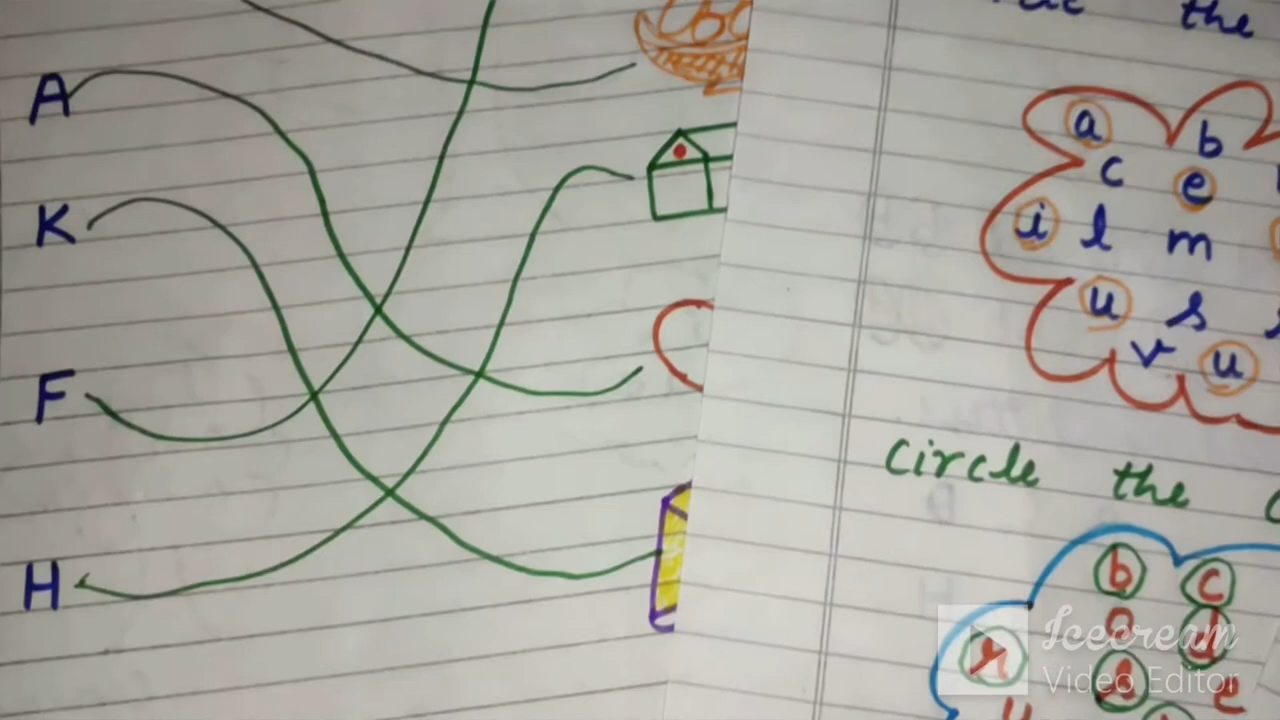 A
K
F
H
the
a b
c e
i l m
u s
v u
circle the
b c
a d
e
Icecream
Video Editor